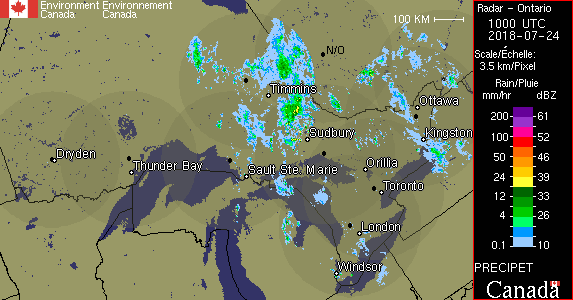 Environment Environnement
Canada Canada
100 KM
N/O
Timmins
Ottawa
Sudbury
Kingston
Dryden
Thunder Bay
Sault Ste. Marie
Orillia
Toronto
London
Windsor
Radar - Ontario
1000 UTC
2018-07-24
Scale/Échelle:
3.5 km/Pixel
Rain/Pluie
mm/hr dBZ
200 61
100 52
50 46
24 39
12 33
4 26
0.1 10
PRECIPET
Canada